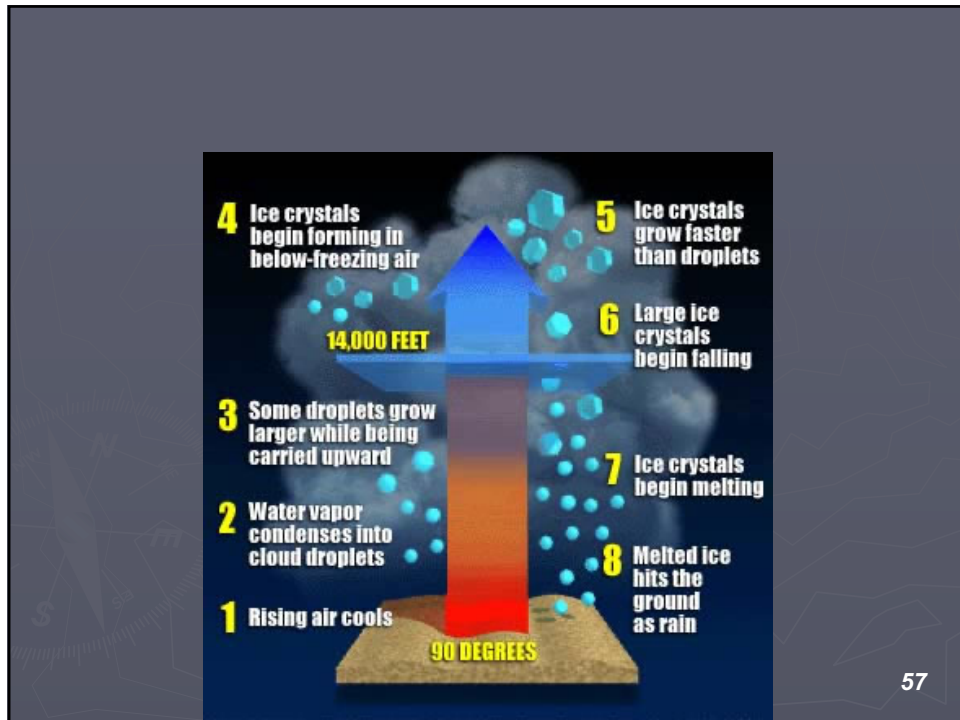 4 Ice crystals
begin forming in
below-freezing air
5 Ice crystals
grow faster
than droplets
14,000 FEET
6 Large ice
crystals
begin falling
3 Some droplets grow
larger while being
carried upward
7 Ice crystals
begin melting
2 Water vapor
condenses into
cloud droplets
8 Melted ice
hits the
ground
as rain
1 Rising air cools
90 DEGREES
57
N
E
S